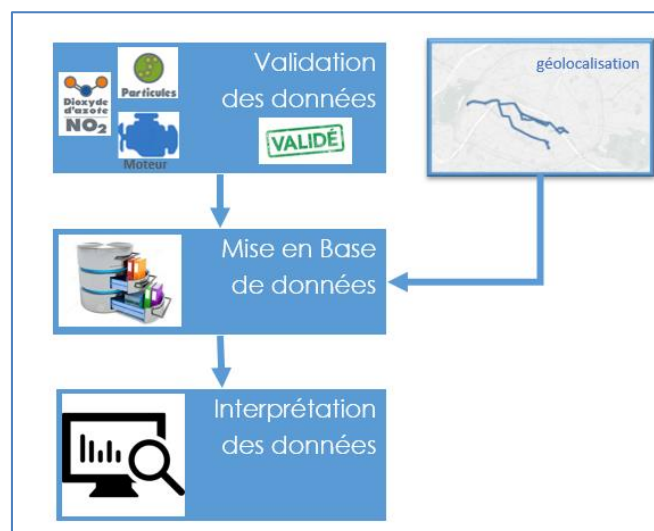 Validation
des données
Particules
Dioxyde
d'azote
NO2
Moteur
VALIDÉ
géolocalisation
Mise en Base
de données
Interprétation
des données